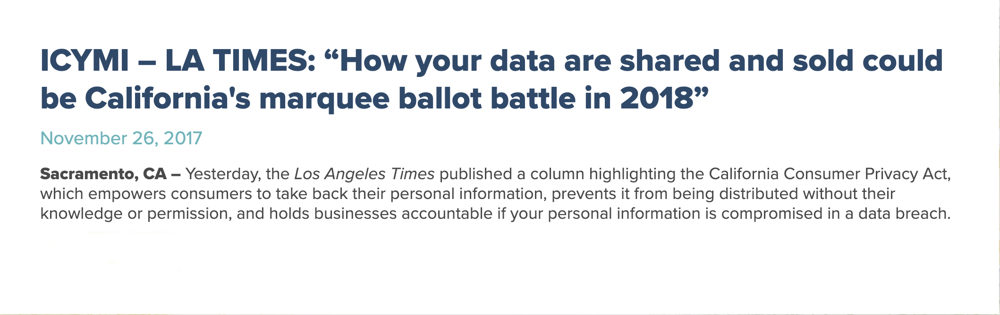 ICYMI – LA TIMES: “How your data are shared and sold could
be California's marquee ballot battle in 2018”
November 26, 2017
Sacramento, CA – Yesterday, the Los Angeles Times published a column highlighting the California Consumer Privacy Act,
which empowers consumers to take back their personal information, prevents it from being distributed without their
knowledge or permission, and holds businesses accountable if your personal information is compromised in a data breach.